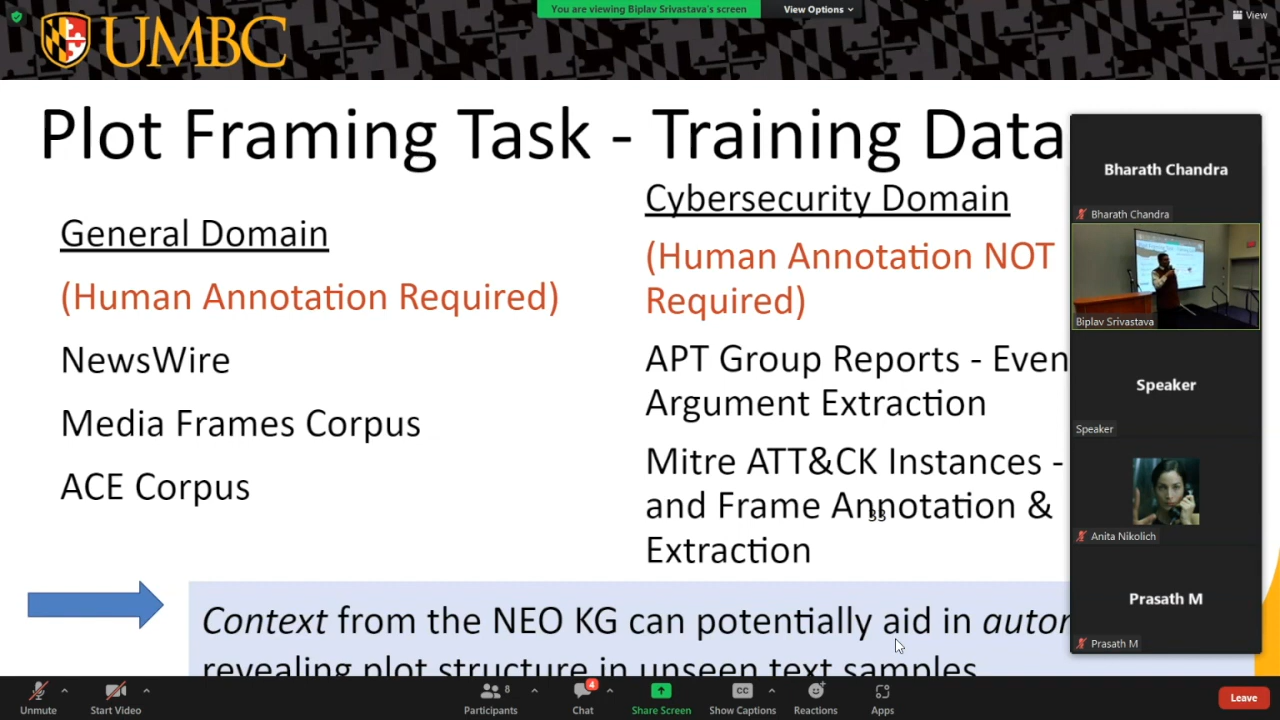 You are viewing Biplav Srivastava's screen
View Options
View
UMBC
Plot Framing Task - Training Data
General Domain
(Human Annotation Required)
NewsWire
Media Frames Corpus
ACE Corpus
Cybersecurity Domain
(Human Annotation NOT
Required)
APT Group Reports - Even
Argument Extraction
Mitre ATT&CK Instances -
and Frame Annotation &
Extraction
33
Context from the NEO KG can potentially aid in
revealing plot structure in unseen text samples
Bharath Chandra
Bharath Chandra
Biplav Srivastava
Speaker
Speaker
Anita Nikolich
Prasath M
Prasath M
Unmute
Start Video
Participants
8
Chat
4
Share Screen
CC
Show Captions
Reactions
Apps
Leave